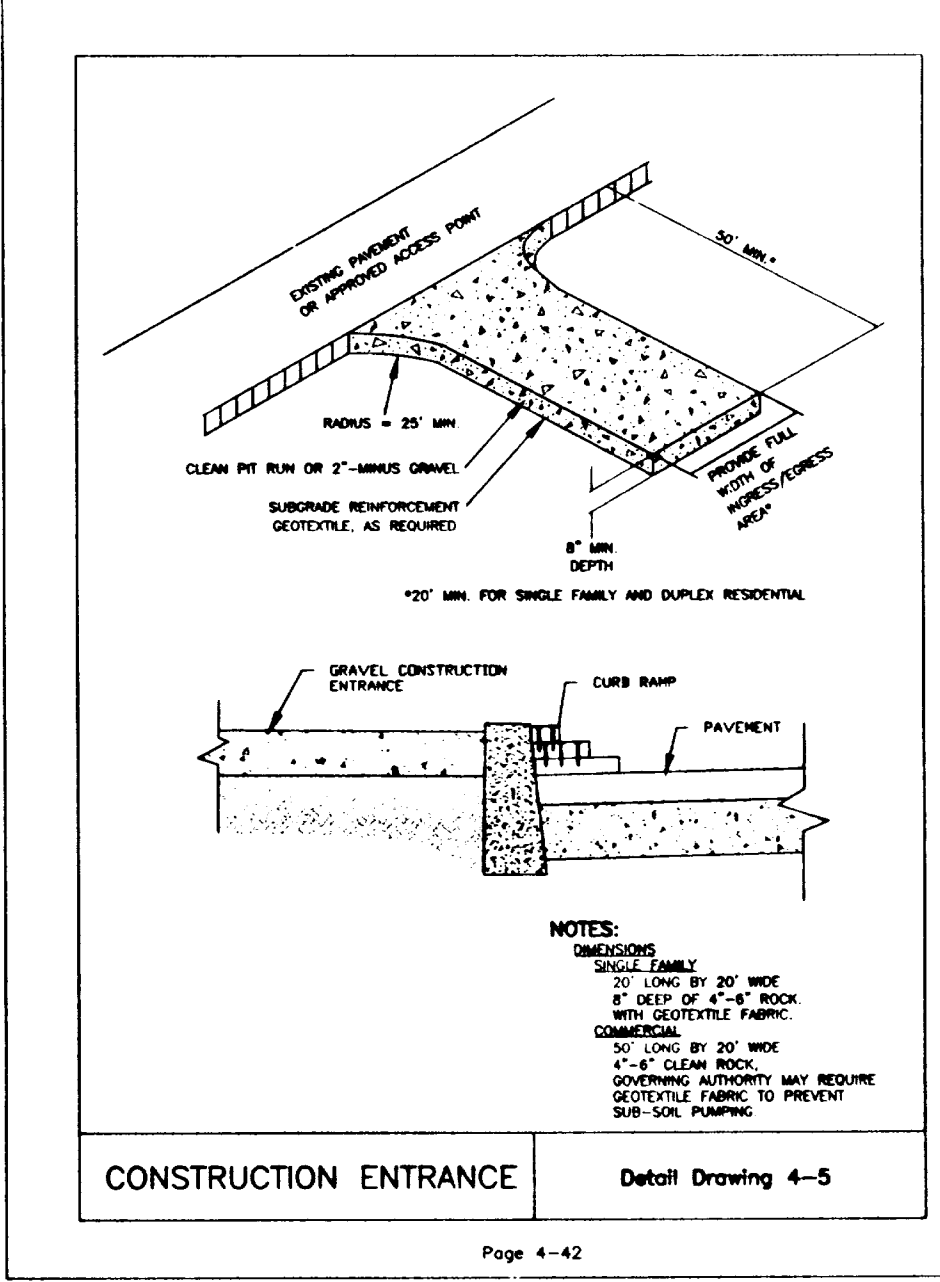 EXISTING PAVEMENT
OR APPROVED ACCESS POINT
50' MIN.*
RADIUS = 25' MIN.
CLEAN PIT RUN OR 2"-MINUS GRAVEL
SUBGRADE REINFORCEMENT
GEOTEXTILE, AS REQUIRED
PROVIDE FULL
WIDTH OF
INGRESS/EGRESS
AREA*
8" MIN.
DEPTH
*20' MIN. FOR SINGLE FAMILY AND DUPLEX RESIDENTIAL
GRAVEL CONSTRUCTION
ENTRANCE
CURB RAMP
PAVEMENT
NOTES:
DIMENSIONS
SINGLE FAMILY
20' LONG BY 20' WIDE
8" DEEP OF 4"-6" ROCK.
WITH GEOTEXTILE FABRIC.
COMMERCIAL
50' LONG BY 20' WIDE
4"-6" CLEAN ROCK,
GOVERNING AUTHORITY MAY REQUIRE
GEOTEXTILE FABRIC TO PREVENT
SUB-SOIL PUMPING
CONSTRUCTION ENTRANCE
Detail Drawing 4-5
Page 4-42